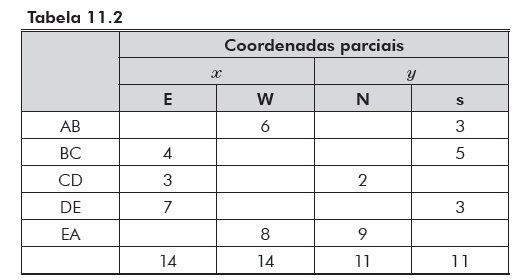 Tabela 11.2
Coordenadas parciais
x y
E W N s
AB 6 3
BC 4 5
CD 3 2
DE 7 3
EA 8 9
14 14 11 11